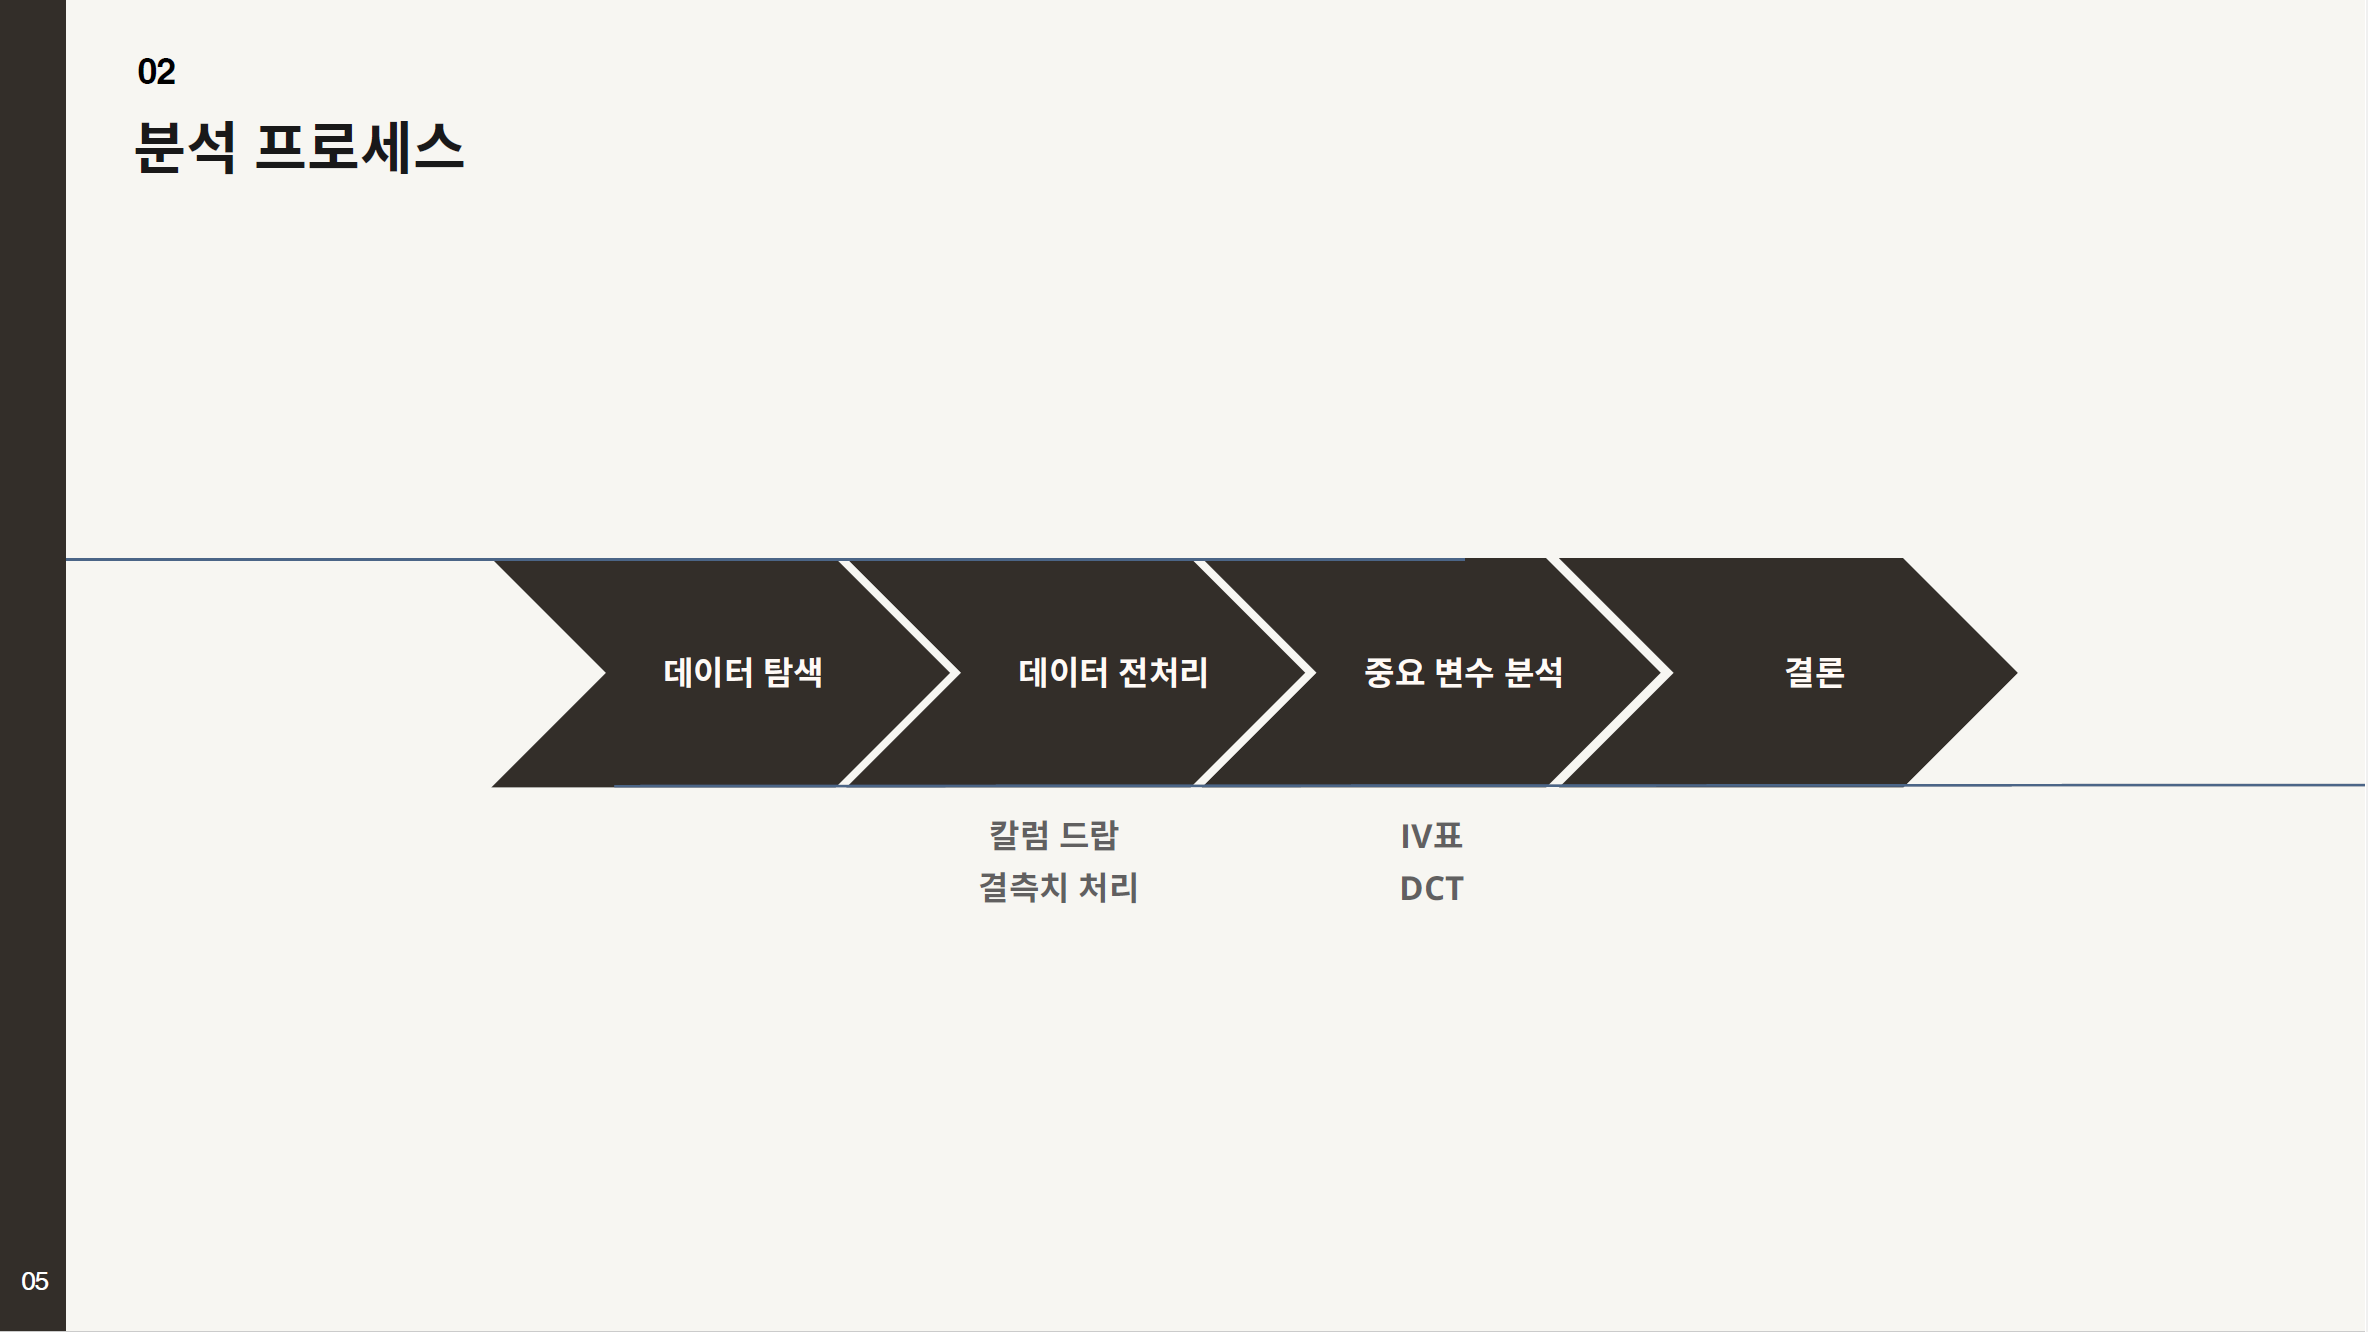 02
분석 프로세스
데이터 탐색
데이터 전처리
중요 변수 분석
결론
칼럼 드랍
결측치 처리
IV표
DCT
05